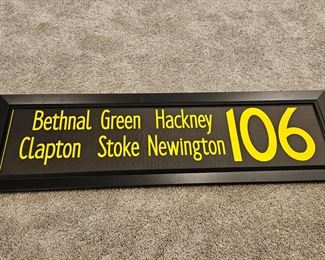 Bethnal Green Hackney
Clapton Stoke Newington 106